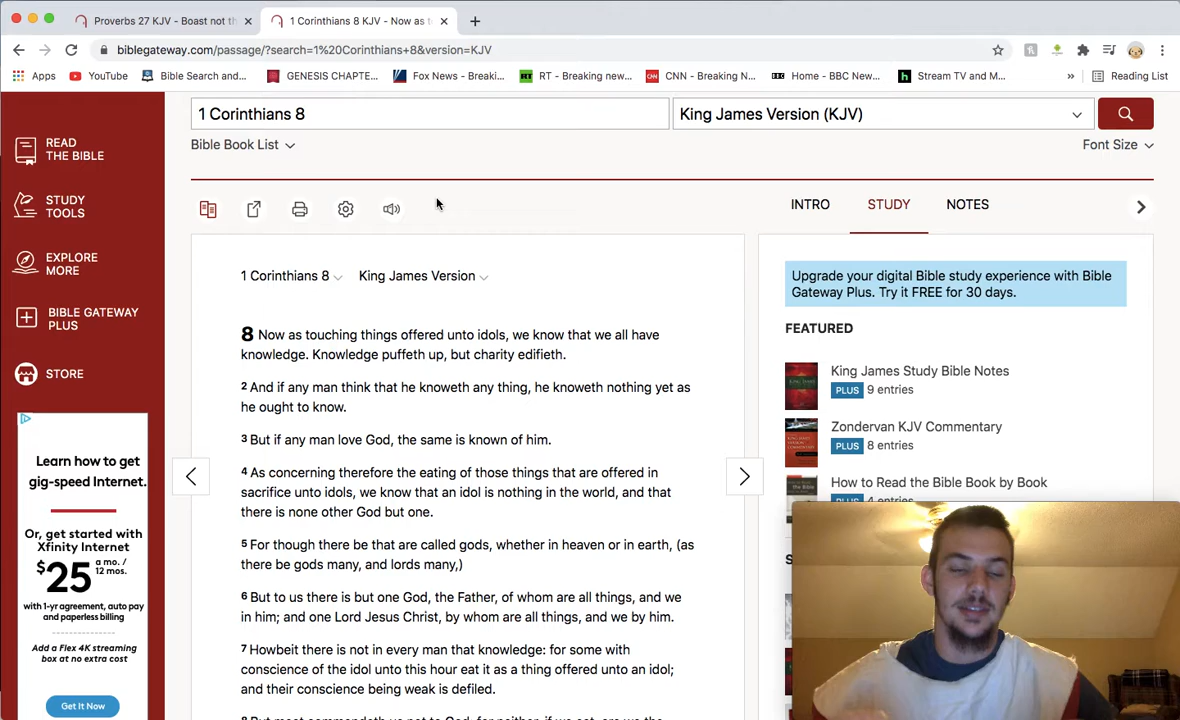 Proverbs 27 KJV - Boast not th
1 Corinthians 8 KJV - Now as to
biblegateway.com/passage/?search=1%20Corinthians+8&version=KJV
Apps YouTube Bible Search and... GENESIS CHAPTE... Fox News - Breaki... RT - Breaking new... CNN - Breaking N... Home - BBC New... Stream TV and M... » Reading List
1 Corinthians 8
King James Version (KJV)
Bible Book List
Font Size
READ
THE BIBLE
STUDY
TOOLS
EXPLORE
MORE
BIBLE GATEWAY
PLUS
STORE
INTRO STUDY NOTES
1 Corinthians 8 King James Version
8 Now as touching things offered unto idols, we know that we all have
knowledge. Knowledge puffeth up, but charity edifieth.
2 And if any man think that he knoweth any thing, he knoweth nothing yet as
he ought to know.
3 But if any man love God, the same is known of him.
4 As concerning therefore the eating of those things that are offered in
sacrifice unto idols, we know that an idol is nothing in the world, and that
there is none other God but one.
5 For though there be that are called gods, whether in heaven or in earth, (as
there be gods many, and lords many,)
6 But to us there is but one God, the Father, of whom are all things, and we
in him; and one Lord Jesus Christ, by whom are all things, and we by him.
7 Howbeit there is not in every man that knowledge: for some with
conscience of the idol unto this hour eat it as a thing offered unto an idol;
and their conscience being weak is defiled.
8 But meat commendeth us not to God: for neither, if we eat, are we the
Upgrade your digital Bible study experience with Bible
Gateway Plus. Try it FREE for 30 days.
FEATURED
King James Study Bible Notes
PLUS 9 entries
Zondervan KJV Commentary
PLUS 8 entries
How to Read the Bible Book by Book
PLUS 4 entries
Learn how to get
gig-speed Internet.
Or, get started with
Xfinity Internet
$25 a mo. /
12 mos.
with 1-yr agreement, auto pay
and paperless billing
Add a Flex 4K streaming
box at no extra cost
Get It Now